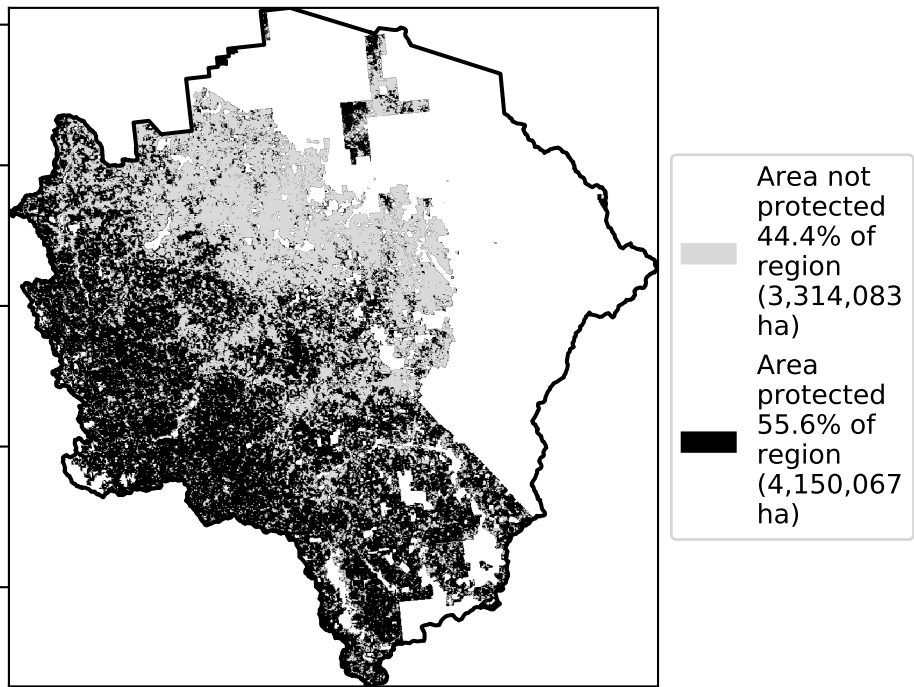 Area not
protected
44.4% of
region
(3,314,083
ha)
Area
protected
55.6% of
region
(4,150,067
ha)